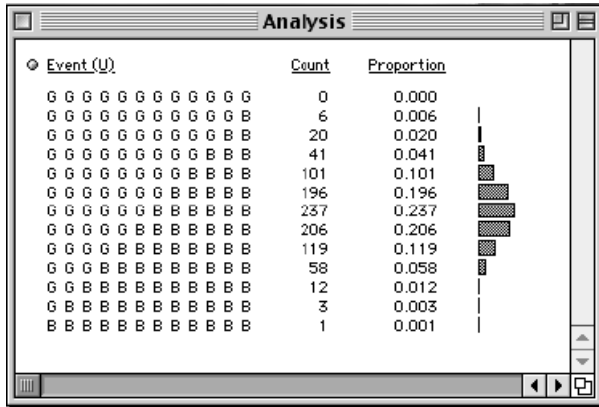 Analysis
Event (U) Count Proportion
G G G G G G G G G G G G 0 0.000
G G G G G G G G G G G B 6 0.006
G G G G G G G G G G B B 20 0.020
G G G G G G G G G B B B 41 0.041
G G G G G G G G B B B B 101 0.101
G G G G G G G B B B B B 196 0.196
G G G G G G B B B B B B 237 0.237
G G G G G B B B B B B B 206 0.206
G G G G B B B B B B B B 119 0.119
G G G B B B B B B B B B 58 0.058
G G B B B B B B B B B B 12 0.012
G B B B B B B B B B B B 3 0.003
B B B B B B B B B B B B 1 0.001